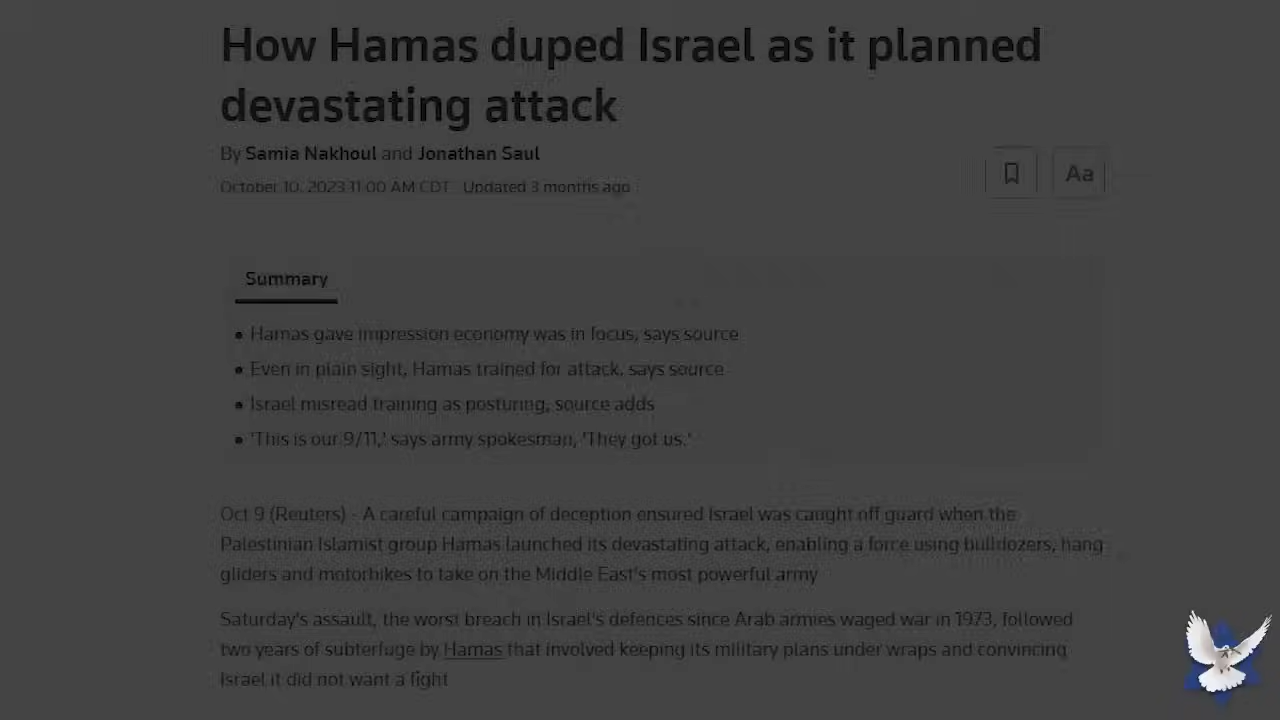 How Hamas duped Israel as it planned
devastating attack
By Samia Nakhoul and Jonathan Saul
October 10, 2023 11:00 AM CDT Updated 3 months ago
Aa
Summary
• Hamas gave impression economy was in focus, says source
• Even in plain sight, Hamas trained for attack, says source
• Israel misread training as posturing, source adds
• 'This is our 9/11,' says army spokesman, 'They got us.'
Oct 9 (Reuters) - A careful campaign of deception ensured Israel was caught off guard when the
Palestinian Islamist group Hamas launched its devastating attack, enabling a force using bulldozers, hang
gliders and motorbikes to take on the Middle East's most powerful army
Saturday's assault, the worst breach in Israel's defences since Arab armies waged war in 1973, followed
two years of subterfuge by Hamas that involved keeping its military plans under wraps and convincing
Israel it did not want a fight